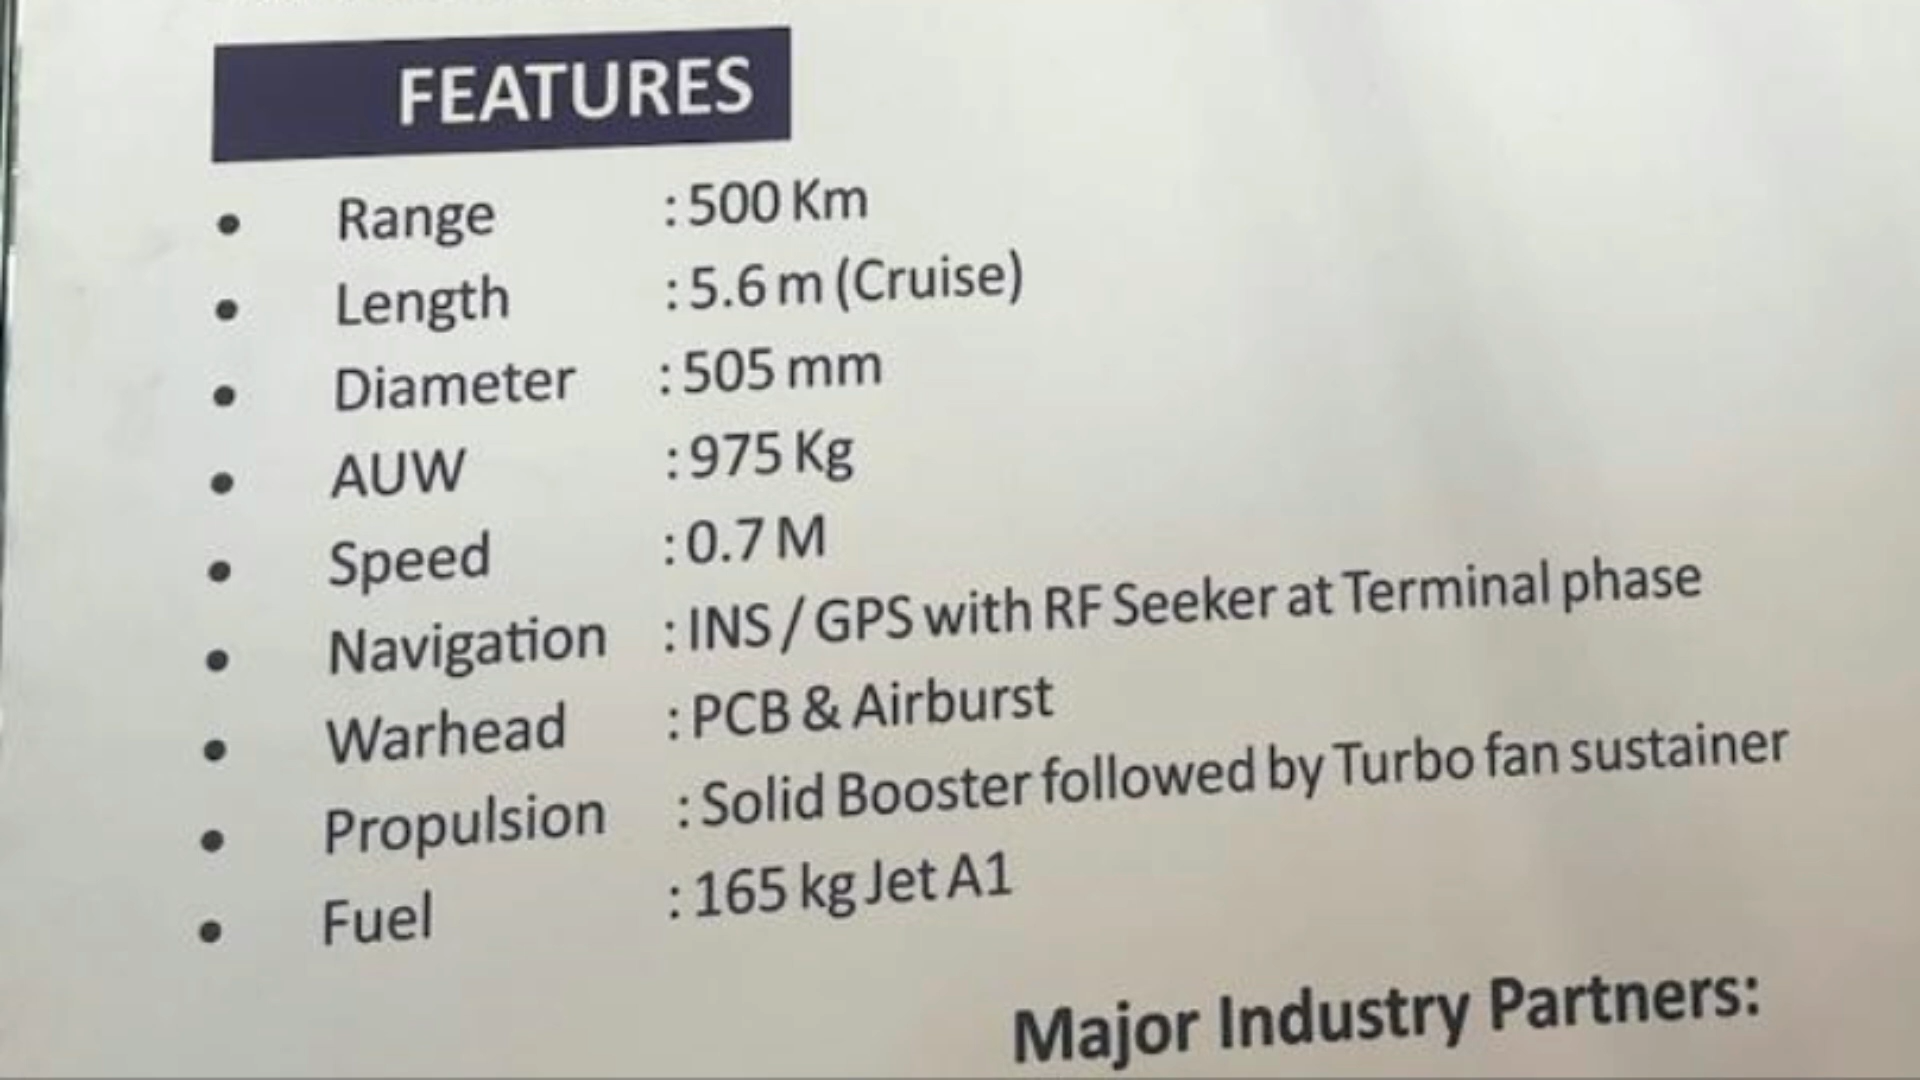 FEATURES
• Range : 500 Km
• Length : 5.6 m (Cruise)
• Diameter : 505 mm
• AUW : 975 Kg
• Speed : 0.7 M
• Navigation : INS / GPS with RF Seeker at Terminal phase
• Warhead : PCB & Airburst
• Propulsion : Solid Booster followed by Turbo fan sustainer
• Fuel : 165 kg Jet A1
Major Industry Partners: